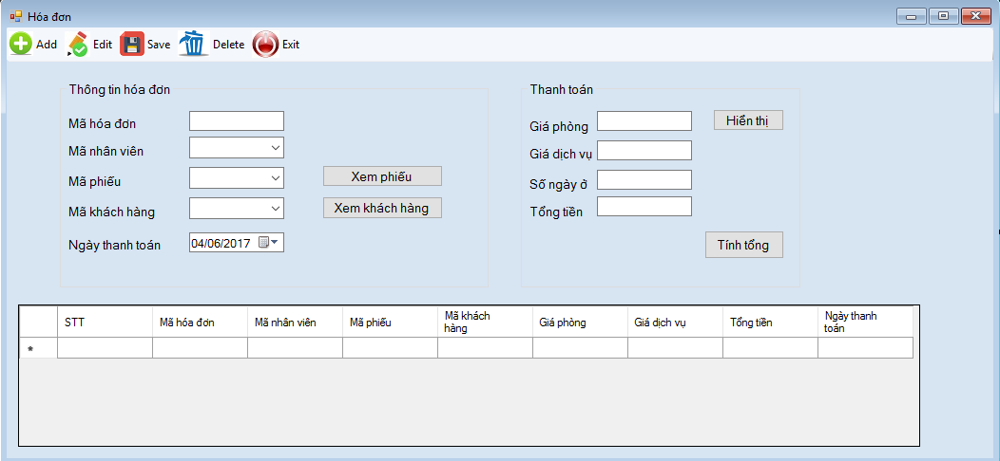 Hóa đơn
Add Edit Save Delete Exit
Thông tin hóa đơn
Mã hóa đơn
Mã nhân viên
Mã phiếu
Xem phiếu
Mã khách hàng
Xem khách hàng
Ngày thanh toán
04/06/2017
Thanh toán
Giá phòng
Hiển thị
Giá dịch vụ
Số ngày ở
Tổng tiền
Tính tổng
STT
Mã hóa đơn
Mã nhân viên
Mã phiếu
Mã khách
hàng
Giá phòng
Giá dịch vụ
Tổng tiền
Ngày thanh
toán